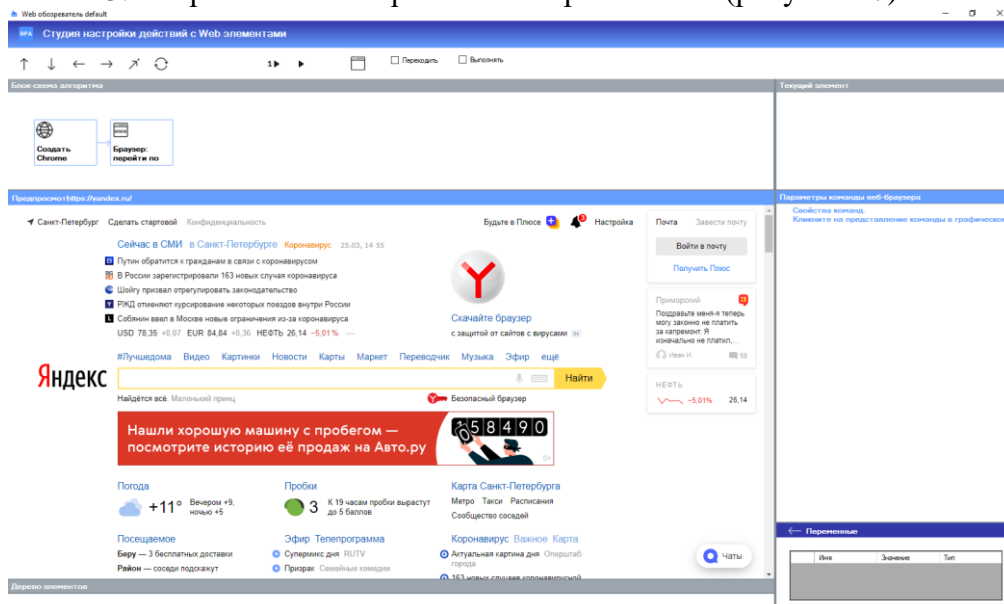 Web обозреватель default
RPA Студия настройки действий с Web элементами
1 Переходить Выполнять
Блок-схема алгоритма
Текущий элемент
Создать Chrome
Браузер: перейти по
Предпросмотр https://yandex.ru/
Параметры команды веб-браузера
Свойства команд.
Кликните на представление команды в графическом
Санкт-Петербург Сделать стартовой Конфиденциальность
Будьте в Плюсе 3 Настройка
Почта Завести почту
Войти в почту
Получить Плюс
Сейчас в СМИ в Санкт-Петербурге Коронавирус 25.03, 14 55
Путин обратится к гражданам в связи с коронавирусом
В России зарегистрировали 163 новых случая коронавируса
Шойгу призвал отрегулировать законодательство
РЖД отменяют курсирование некоторых поездов внутри России
Собянин ввел в Москве новые ограничения из-за коронавируса
USD 78,35 +0,07 EUR 84,84 +0,36 НЕФТЬ 26,14 −5,01% ···
Скачайте браузер
с защитой от сайтов с вирусами 0+
Приморский
Поздравьте меня-я теперь
могу законно не платить
за капремонт. Я
изначально не платил,...
Иван И. 59
#Лучшедома Видео Картинки Новости Карты Маркет Переводчик Музыка Эфир ещё
Яндекс Найти
Найдётся всё. Маленький принц
Безопасный браузер
НЕФТЬ
−5,01% 26,14
Нашли хорошую машину с пробегом —
посмотрите историю её продаж на Авто.ру
58490
0+
Погода
+11° Вечером +9,
ночью +5
Пробки
3 К 19 часам пробки вырастут
до 5 баллов
Карта Санкт-Петербурга
Метро Такси Расписания
Сообщество соседей
Посещаемое
Беру — 3 бесплатных доставки
Район — соседи подскажут
Эфир Телепрограмма
Супермикс дня RUTV
Призрак Семейные комедии
Коронавирус Важное Карта
Актуальная картина дня Оперштаб
города
163 новых случаев коронавирусной
Чаты
Переменные
Имя Значение Тип
Дерево элементов